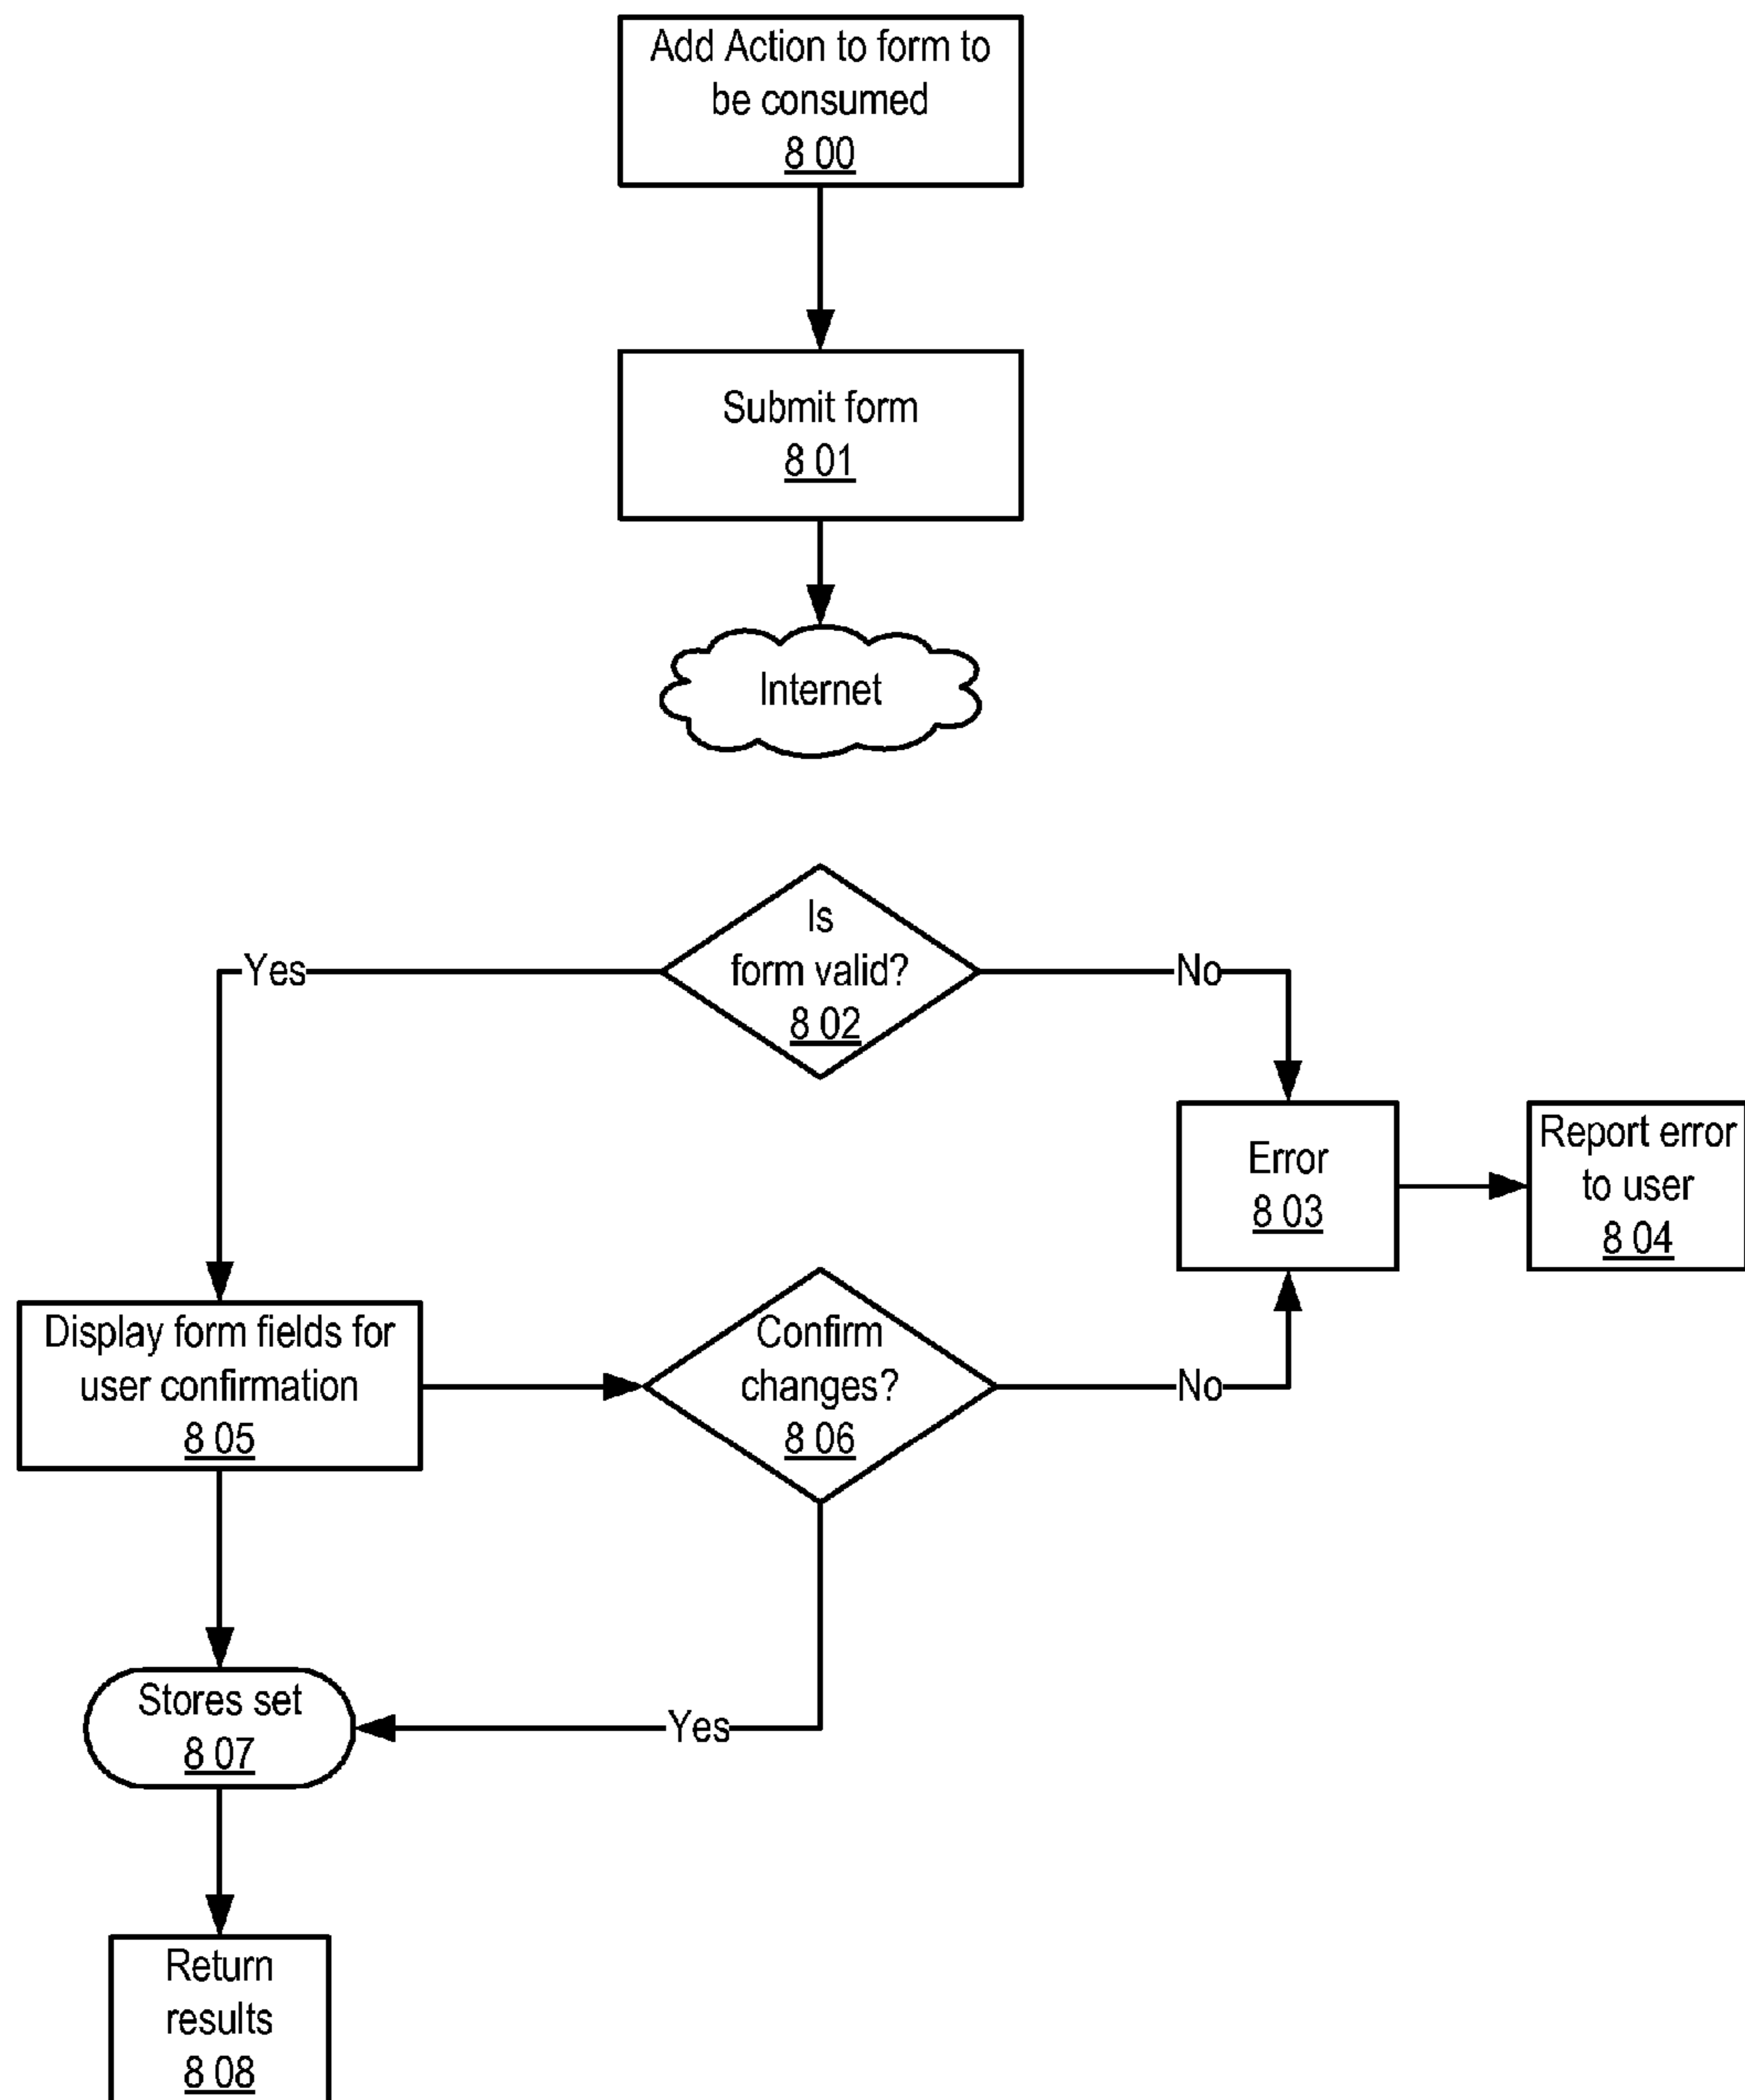 Add Action to form to
be consumed
8 00
Submit form
8 01
Internet
Is
form valid?
8 02
Yes
No
Error
8 03
Report error
to user
8 04
Display form fields for
user confirmation
8 05
Confirm
changes?
8 06
No
Stores set
8 07
Yes
Return
results
8 08